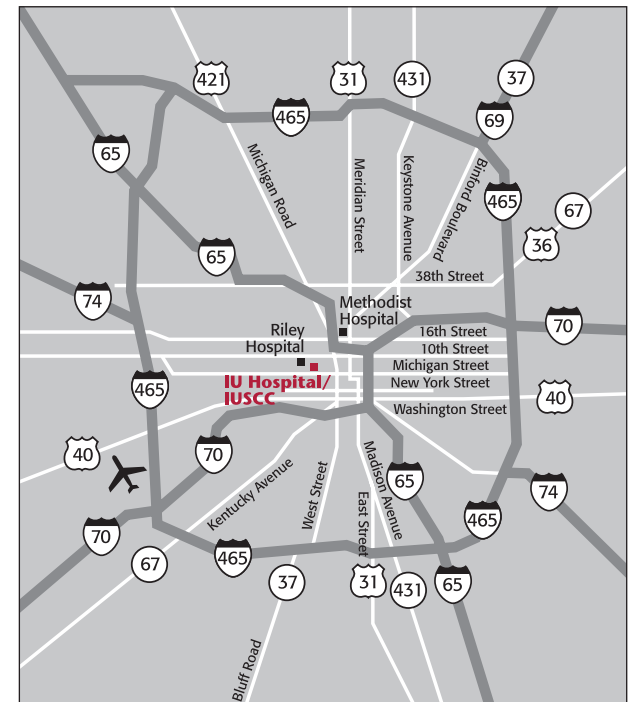 421
31
431
37
465
69
65
Michigan Road
Meridian Street
Keystone Avenue
Binford Boulevard
465
67
36
65
38th Street
74
Methodist
Hospital
16th Street
70
Riley
Hospital
10th Street
Michigan Street
IU Hospital/
IUSCC
New York Street
465
40
Washington Street
40
70
65
Kentucky Avenue
West Street
Madison Avenue
East Street
74
465
70
67
465
37
31
431
65
Bluff Road